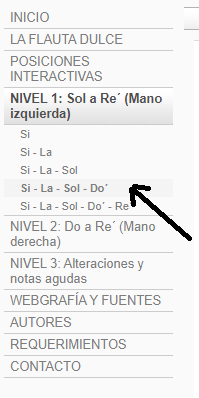 INICIO
LA FLAUTA DULCE
POSICIONES
INTERACTIVAS
NIVEL 1: Sol a Re´ (Mano
izquierda)
Si
Si - La
Si - La - Sol
Si - La - Sol - Do´
Si - La - Sol - Do´ - Re´
NIVEL 2: Do a Re´ (Mano
derecha)
NIVEL 3: Alteraciones y
notas agudas
WEBGRAFÍA Y FUENTES
AUTORES
REQUERIMIENTOS
CONTACTO